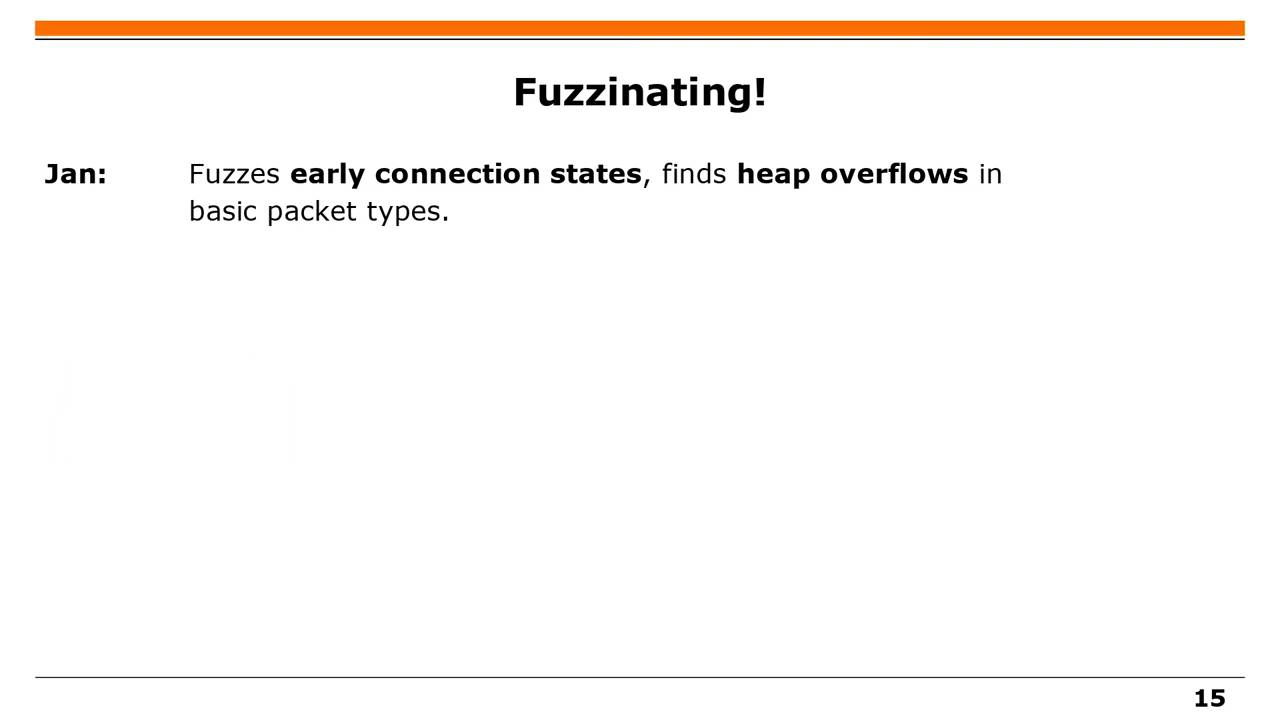 Fuzzinating!
Jan: Fuzzes early connection states, finds heap overflows in
basic packet types.
15